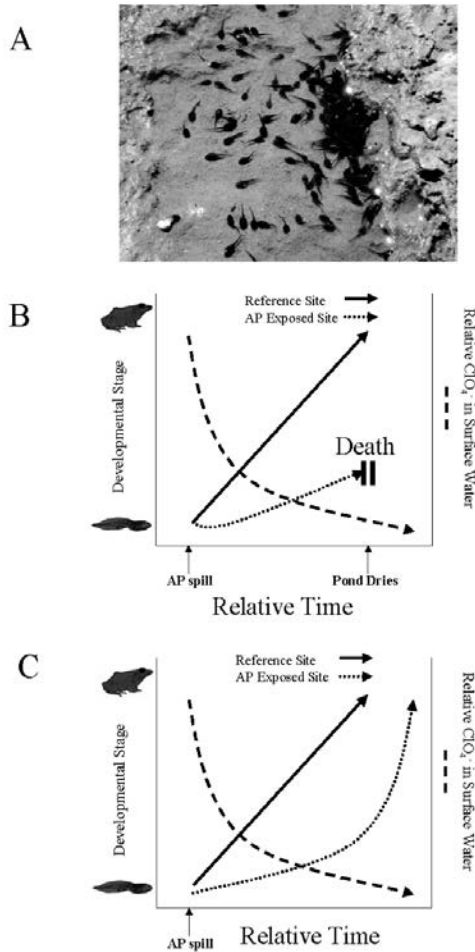 A
B
Reference Site
AP Exposed Site
Developmental Stage
Death
Relative ClO₄⁻ in Surface Water
AP spill
Pond Dries
Relative Time
C
Reference Site
AP Exposed Site
Developmental Stage
Relative ClO₄⁻ in Surface Water
AP spill
Relative Time